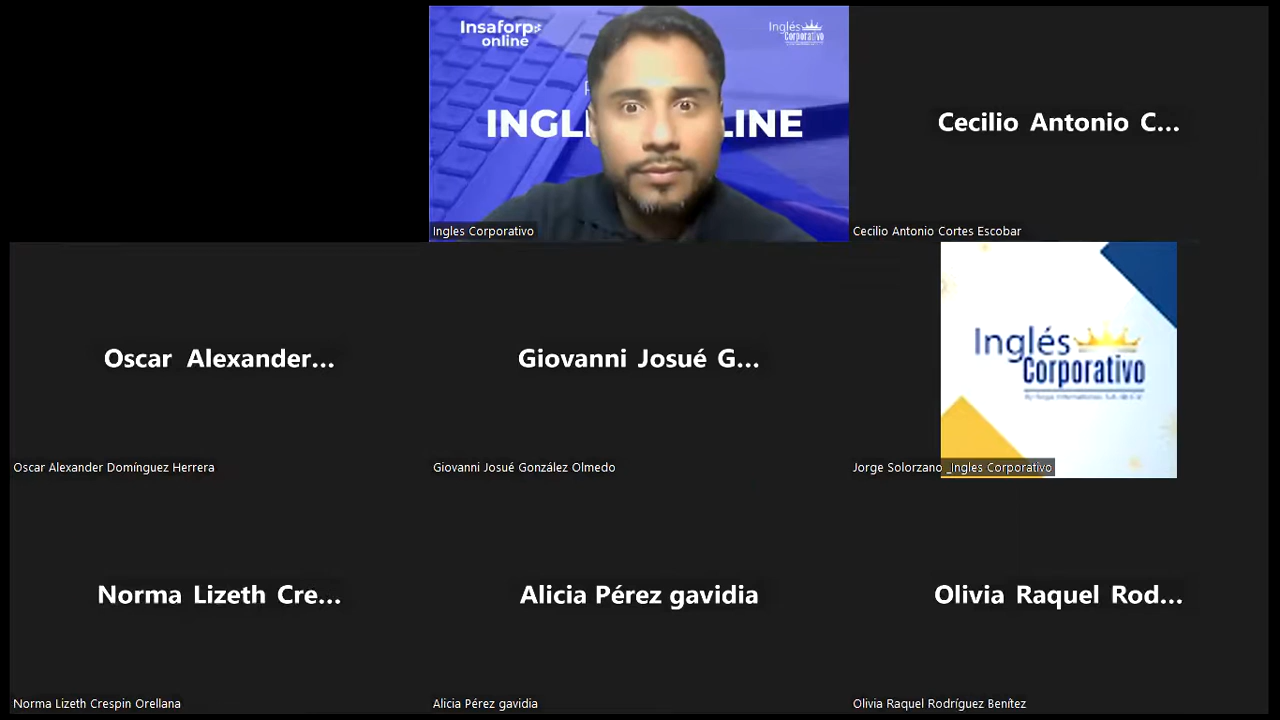 Insaforp
online
Inglés
Corporativo
INGL LINE
Ingles Corporativo
Cecilio Antonio C...
Cecilio Antonio Cortes Escobar
Oscar Alexander...
Oscar Alexander Domínguez Herrera
Giovanni Josué G...
Giovanni Josué González Olmedo
Inglés
Corporativo
Jorge Solorzano _Ingles Corporativo
Norma Lizeth Cre...
Norma Lizeth Crespin Orellana
Alicia Pérez gavidia
Alicia Pérez gavidia
Olivia Raquel Rod...
Olivia Raquel Rodríguez Benítez